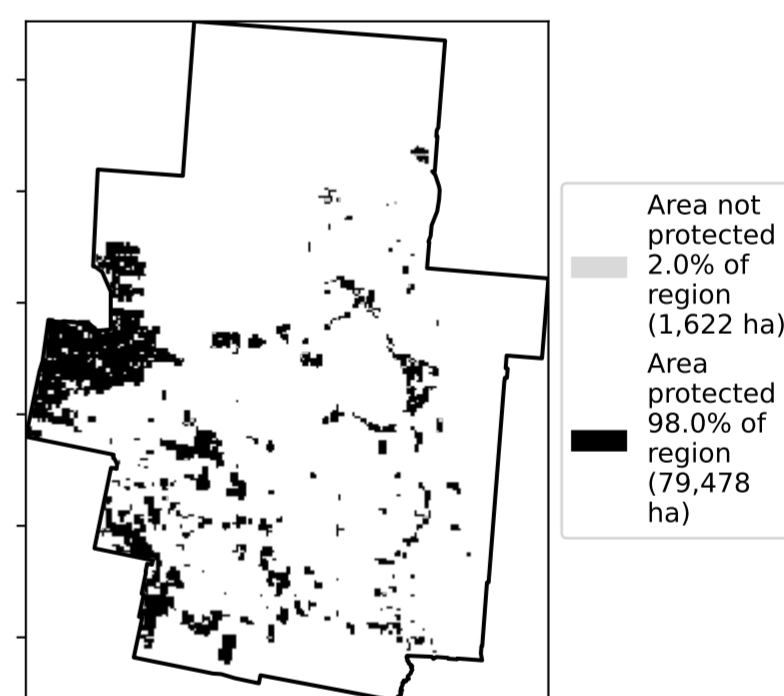 Area not
protected
2.0% of
region
(1,622 ha)
Area
protected
98.0% of
region
(79,478
ha)